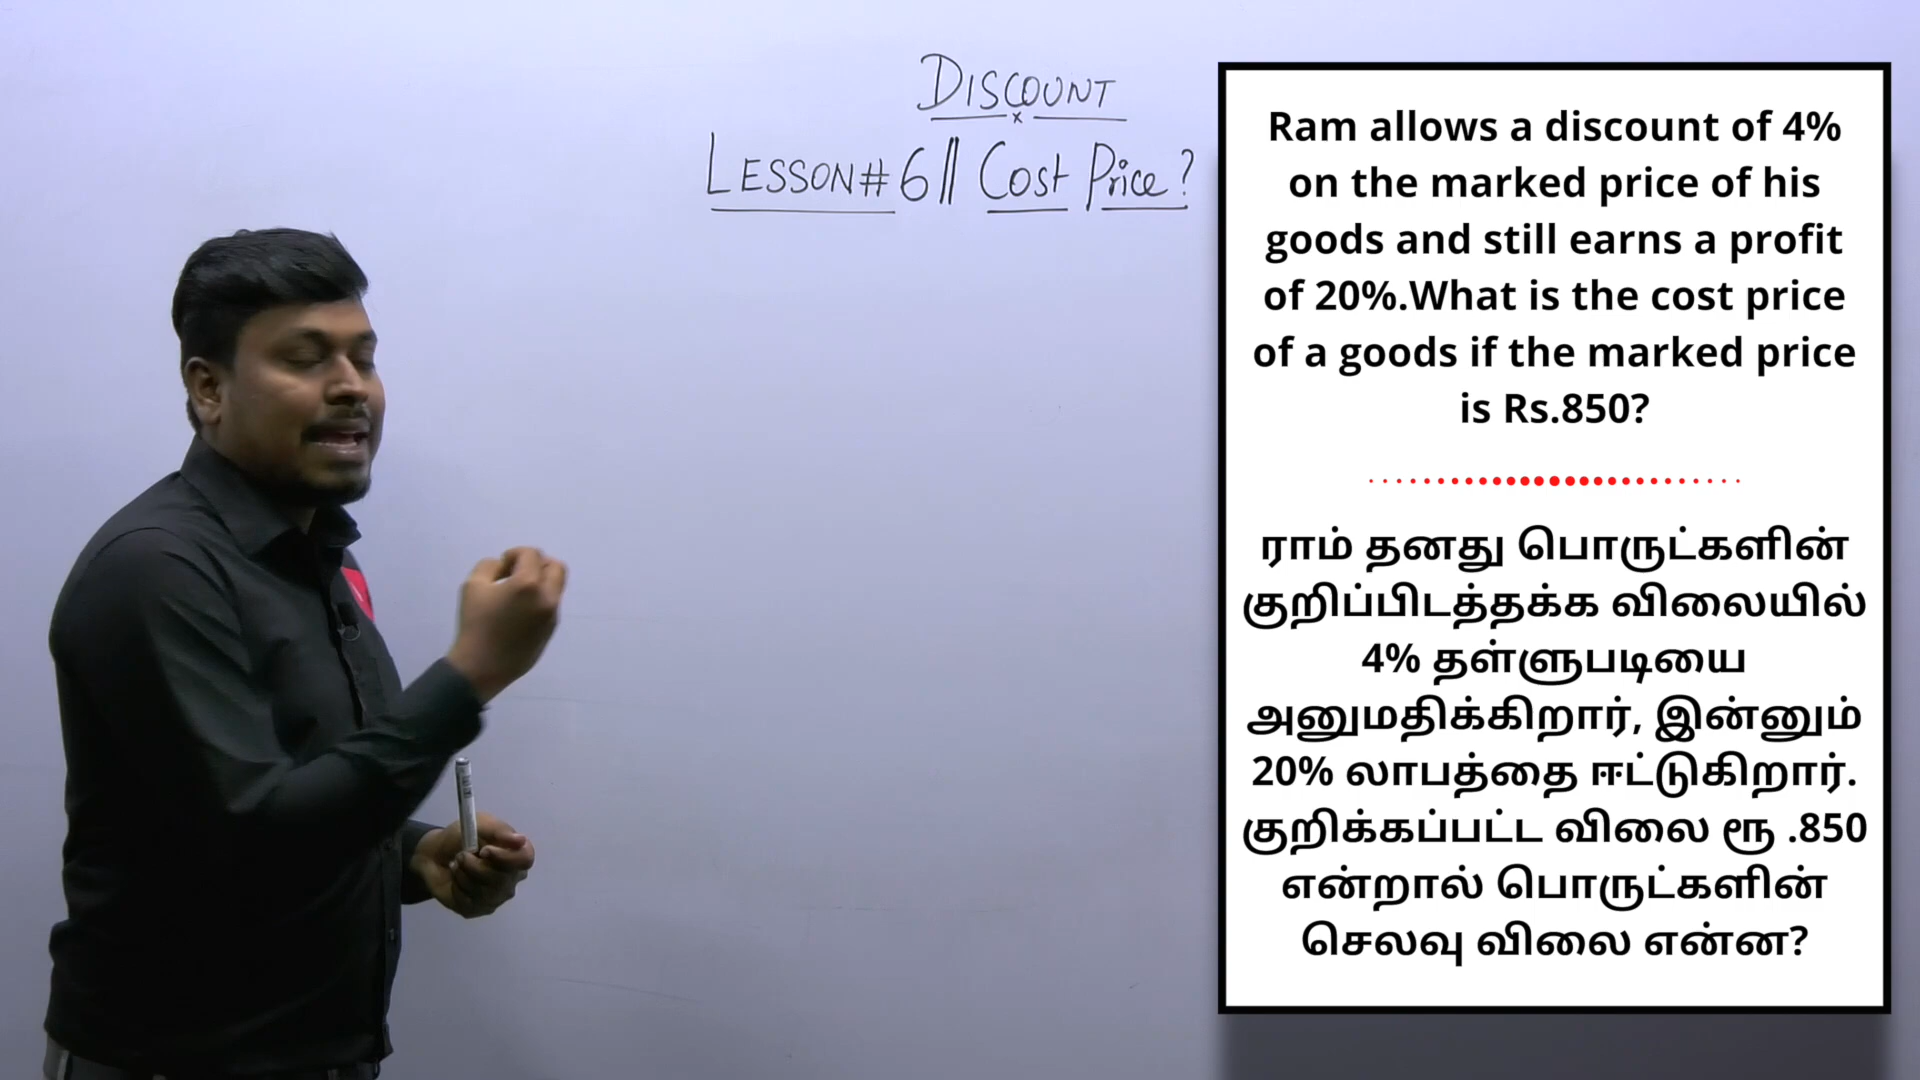 DISCOUNT
LESSON# 6 || Cost Price?
Ram allows a discount of 4%
on the marked price of his
goods and still earns a profit
of 20%.What is the cost price
of a goods if the marked price
is Rs.850?
ராம் தனது பொருட்களின்
குறிப்பிடத்தக்க விலையில்
4% தள்ளுபடியை
அனுமதிக்கிறார், இன்னும்
20% லாபத்தை ஈட்டுகிறார்.
குறிக்கப்பட்ட விலை ரூ .850
என்றால் பொருட்களின்
செலவு விலை என்ன?